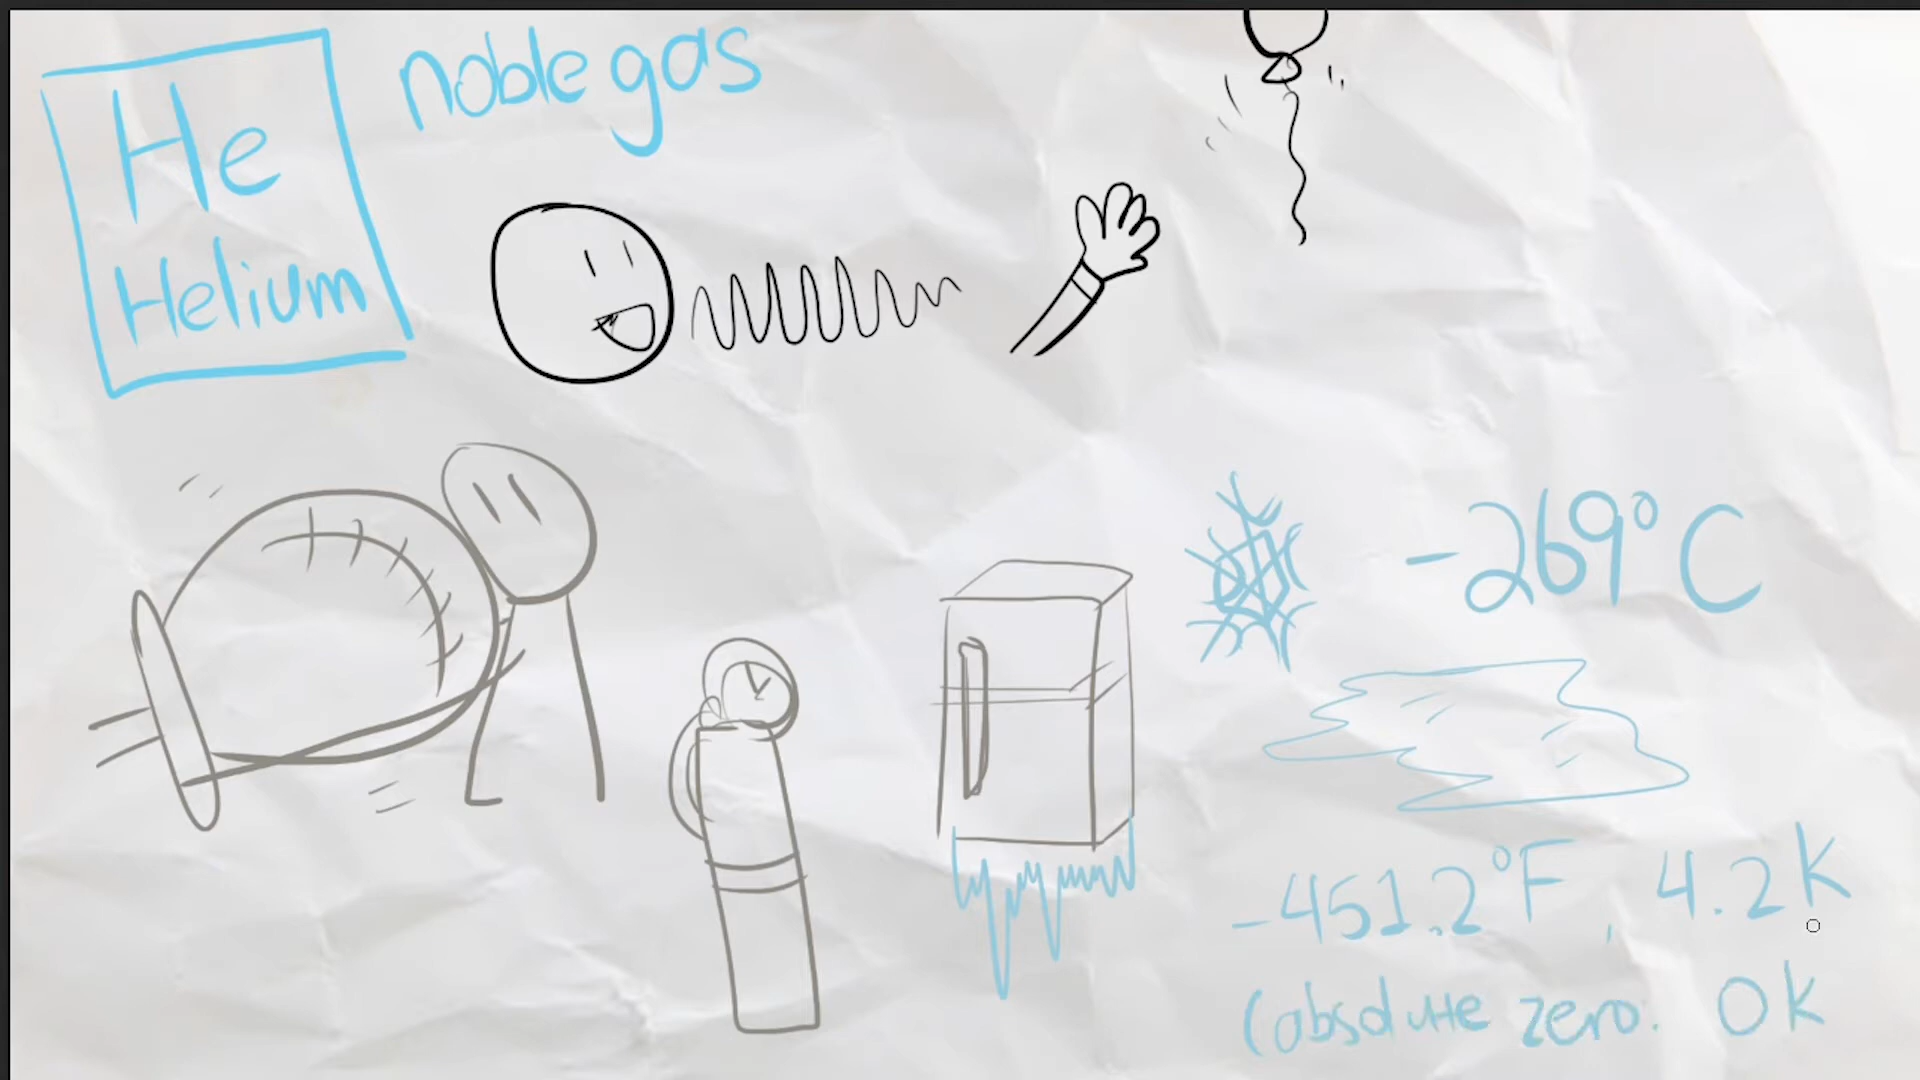 He
Helium
noble gas
-269°C
-451.2°F, 4.2K
(absolute zero: 0K